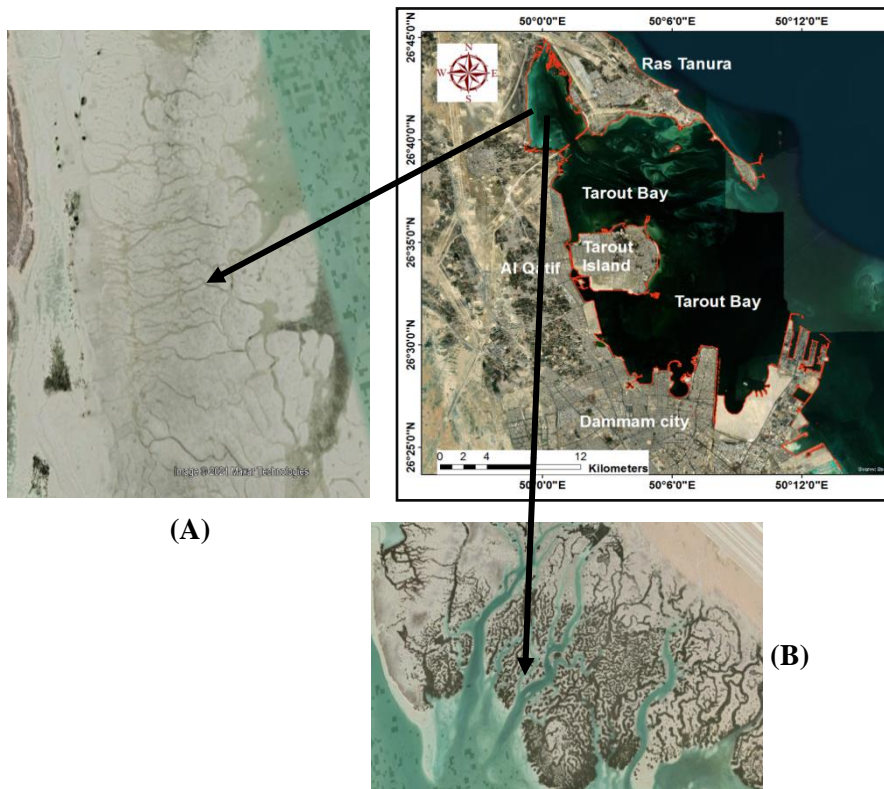 50°0'0"E 50°6'0"E 50°12'0"E
26°45'0"N
N
W E
S
Ras Tanura
26°40'0"N
Tarout Bay
26°35'0"N
Tarout
Island
Al Qatif
Tarout Bay
26°30'0"N
Dammam city
26°25'0"N
0 2 4 12
Kilometers
50°0'0"E 50°6'0"E 50°12'0"E
Image © 2021 Maxar Technologies
(A)
(B)